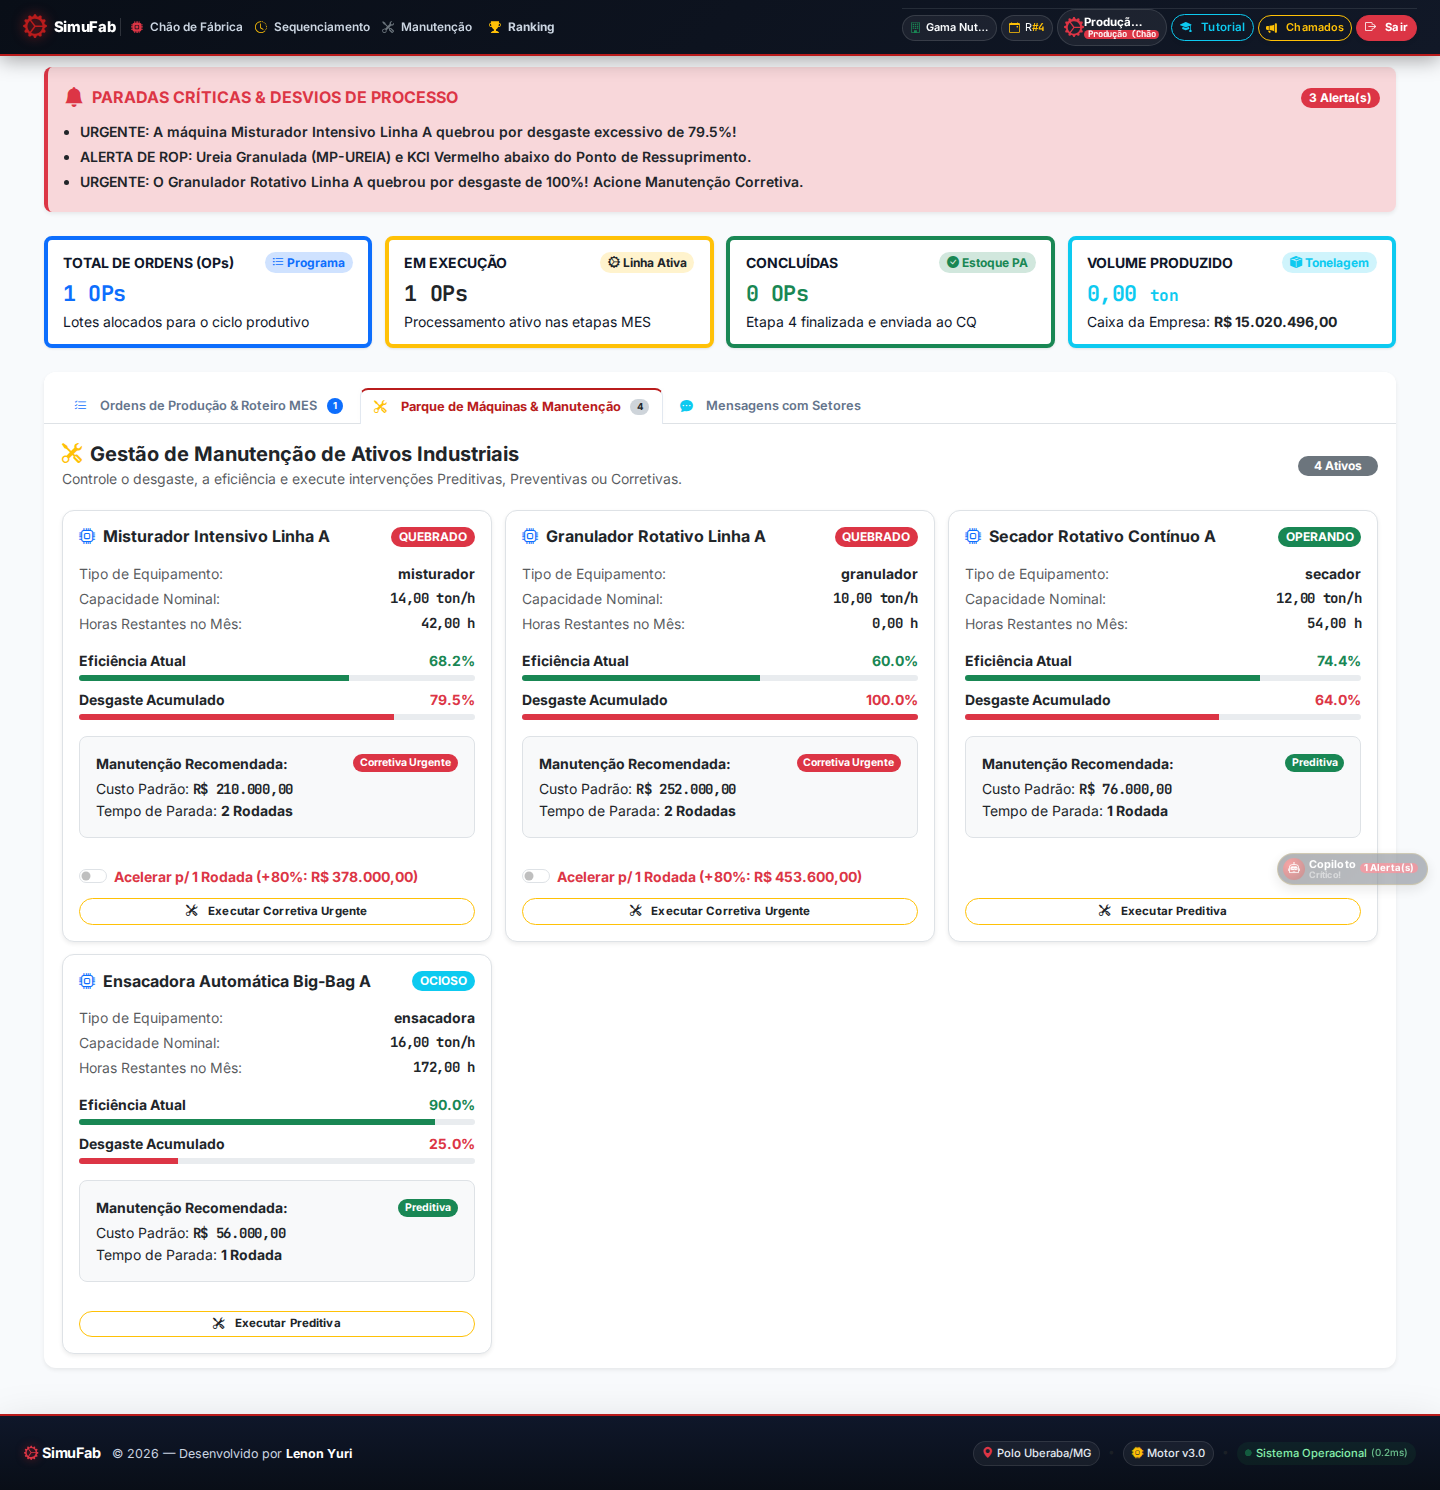 SimuFab Chão de Fábrica Sequenciamento Manutenção Ranking Gama Nut... R#4 Produçã... Produção (Chão Tutorial Chamados Sair
PARADAS CRÍTICAS & DESVIOS DE PROCESSO 3 Alerta(s)
• URGENTE: A máquina Misturador Intensivo Linha A quebrou por desgaste excessivo de 79.5%!
• ALERTA DE ROP: Ureia Granulada (MP-UREIA) e KCl Vermelho abaixo do Ponto de Ressuprimento.
• URGENTE: O Granulador Rotativo Linha A quebrou por desgaste de 100%! Acione Manutenção Corretiva.
TOTAL DE ORDENS (OPs) Programa
1 OPs
Lotes alocados para o ciclo produtivo
EM EXECUÇÃO Linha Ativa
1 OPs
Processamento ativo nas etapas MES
CONCLUÍDAS Estoque PA
0 OPs
Etapa 4 finalizada e enviada ao CQ
VOLUME PRODUZIDO Tonelagem
0,00 ton
Caixa da Empresa: R$ 15.020.496,00
Ordens de Produção & Roteiro MES 1 Parque de Máquinas & Manutenção 4 Mensagens com Setores
Gestão de Manutenção de Ativos Industriais
Controle o desgaste, a eficiência e execute intervenções Preditivas, Preventivas ou Corretivas.
4 Ativos
Misturador Intensivo Linha A QUEBRADO
Tipo de Equipamento: misturador
Capacidade Nominal: 14,00 ton/h
Horas Restantes no Mês: 42,00 h
Eficiência Atual 68.2%
Desgaste Acumulado 79.5%
Manutenção Recomendada: Corretiva Urgente
Custo Padrão: R$ 210.000,00
Tempo de Parada: 2 Rodadas
Acelerar p/ 1 Rodada (+80%: R$ 378.000,00)
Executar Corretiva Urgente
Granulador Rotativo Linha A QUEBRADO
Tipo de Equipamento: granulador
Capacidade Nominal: 10,00 ton/h
Horas Restantes no Mês: 0,00 h
Eficiência Atual 60.0%
Desgaste Acumulado 100.0%
Manutenção Recomendada: Corretiva Urgente
Custo Padrão: R$ 252.000,00
Tempo de Parada: 2 Rodadas
Acelerar p/ 1 Rodada (+80%: R$ 453.600,00)
Executar Corretiva Urgente
Secador Rotativo Contínuo A OPERANDO
Tipo de Equipamento: secador
Capacidade Nominal: 12,00 ton/h
Horas Restantes no Mês: 54,00 h
Eficiência Atual 74.4%
Desgaste Acumulado 64.0%
Manutenção Recomendada: Preditiva
Custo Padrão: R$ 76.000,00
Tempo de Parada: 1 Rodada
Copiloto 1 Alerta(s)
Crítico!
Executar Preditiva
Ensacadora Automática Big-Bag A OCIOSO
Tipo de Equipamento: ensacadora
Capacidade Nominal: 16,00 ton/h
Horas Restantes no Mês: 172,00 h
Eficiência Atual 90.0%
Desgaste Acumulado 25.0%
Manutenção Recomendada: Preditiva
Custo Padrão: R$ 56.000,00
Tempo de Parada: 1 Rodada
Executar Preditiva
SimuFab © 2026 — Desenvolvido por Lenon Yuri Polo Uberaba/MG Motor v3.0 Sistema Operacional (0.2ms)